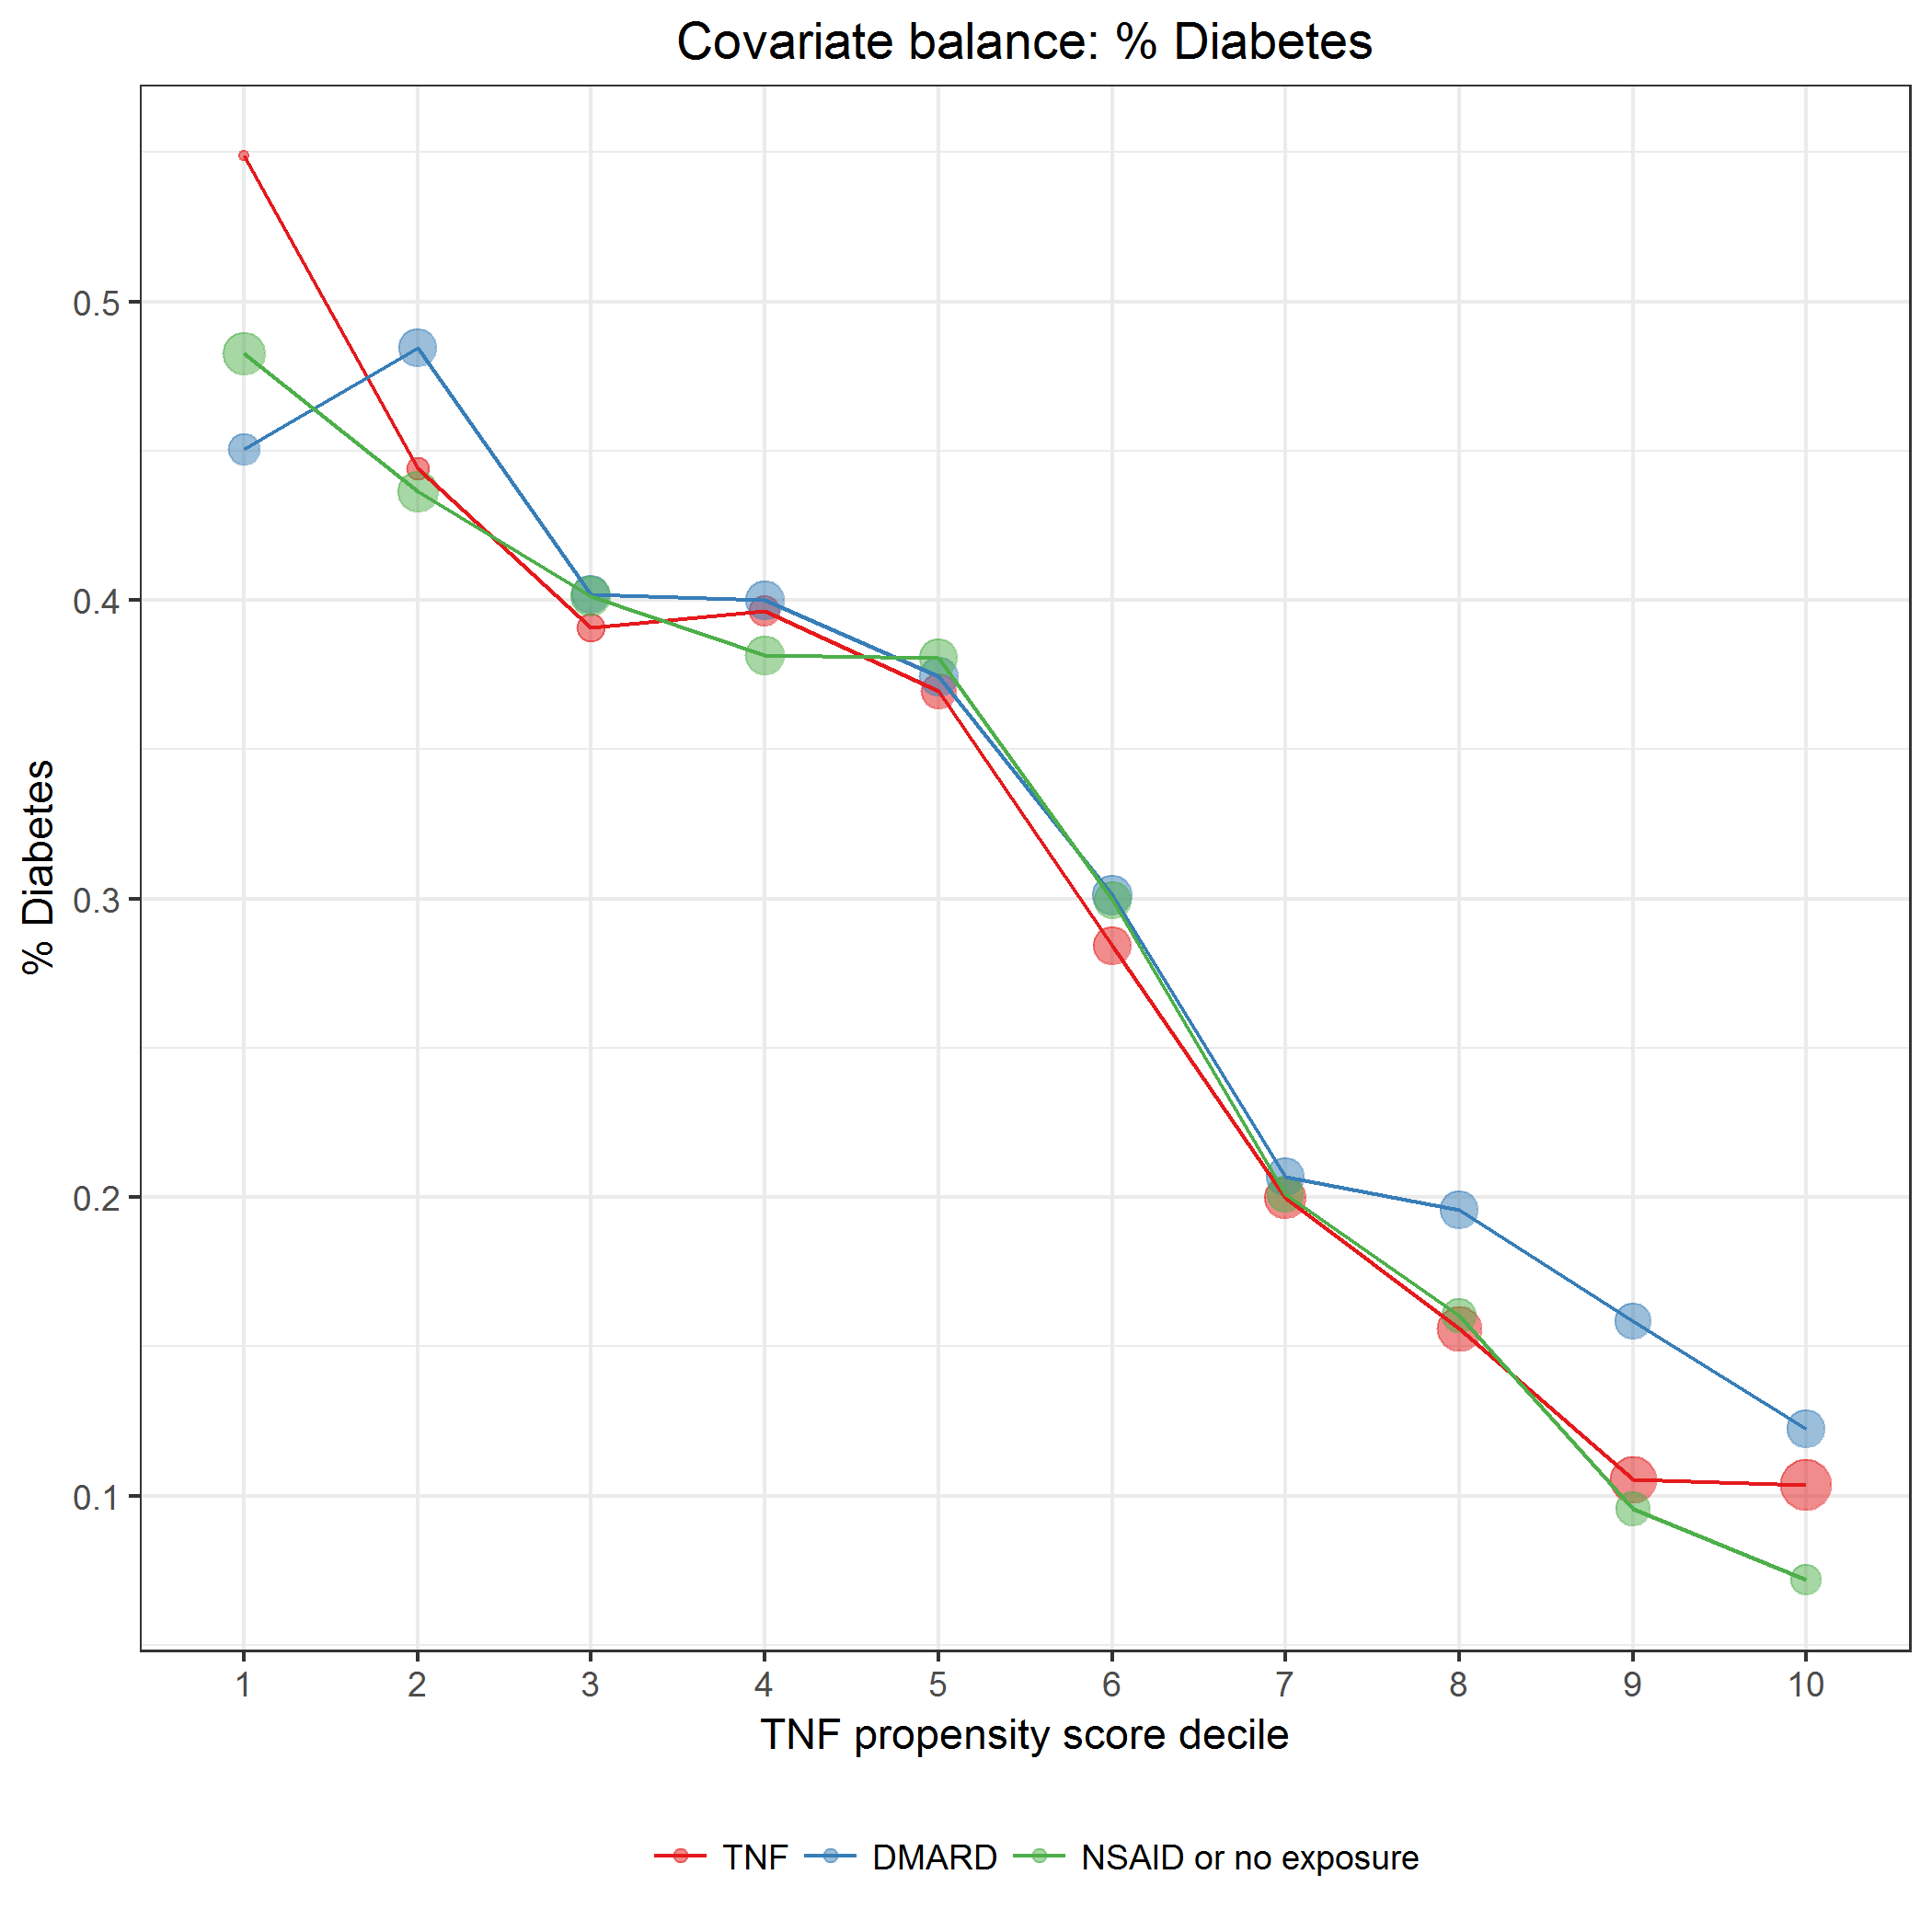 Covariate balance: % Diabetes
% Diabetes
0.5
0.4
0.3
0.2
0.1
1 2 3 4 5 6 7 8 9 10
TNF propensity score decile
TNF DMARD NSAID or no exposure